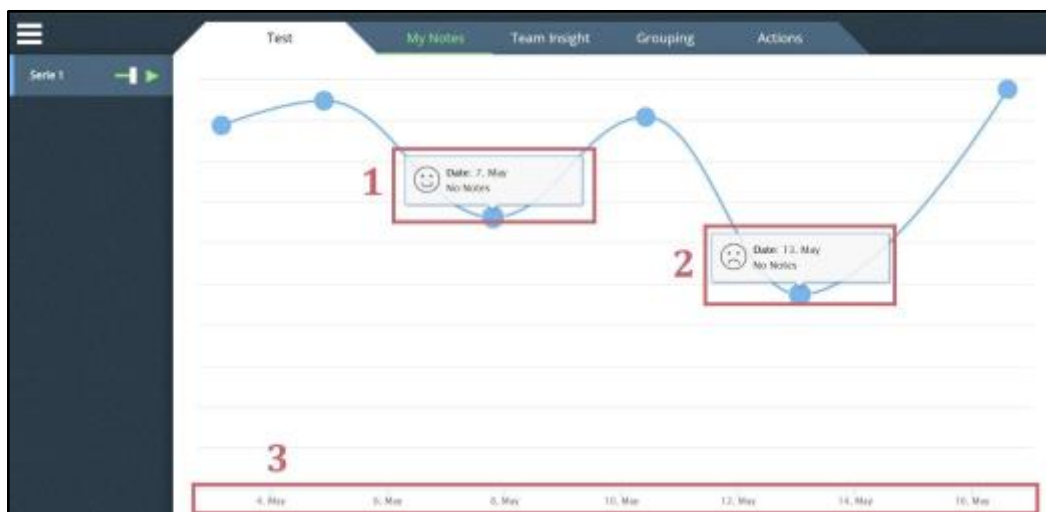 Test
My Notes
Team Insight
Grouping
Actions
Serie 1
1
Date: 7. May
No Notes
2
Date: 13. May
No Notes
3
4. May
6. May
8. May
10. May
12. May
14. May
16. May